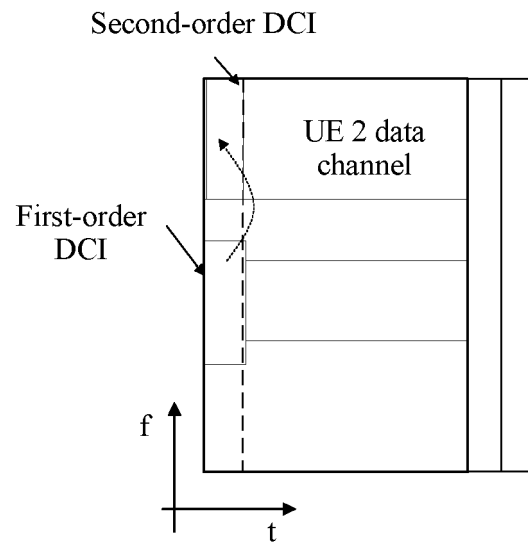 Second-order DCI
UE 2 data
channel
First-order
DCI
f
t